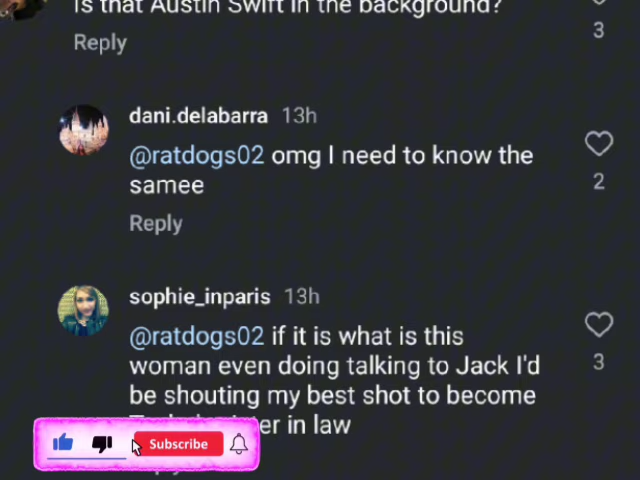 is that Austin Swift in the background?
3
Reply
dani.delabarra 13h
@ratdogs02 omg I need to know the
samee
2
Reply
sophie_inparis 13h
@ratdogs02 if it is what is this
woman even doing talking to Jack I'd
be shouting my best shot to become
3
in law
Subscribe